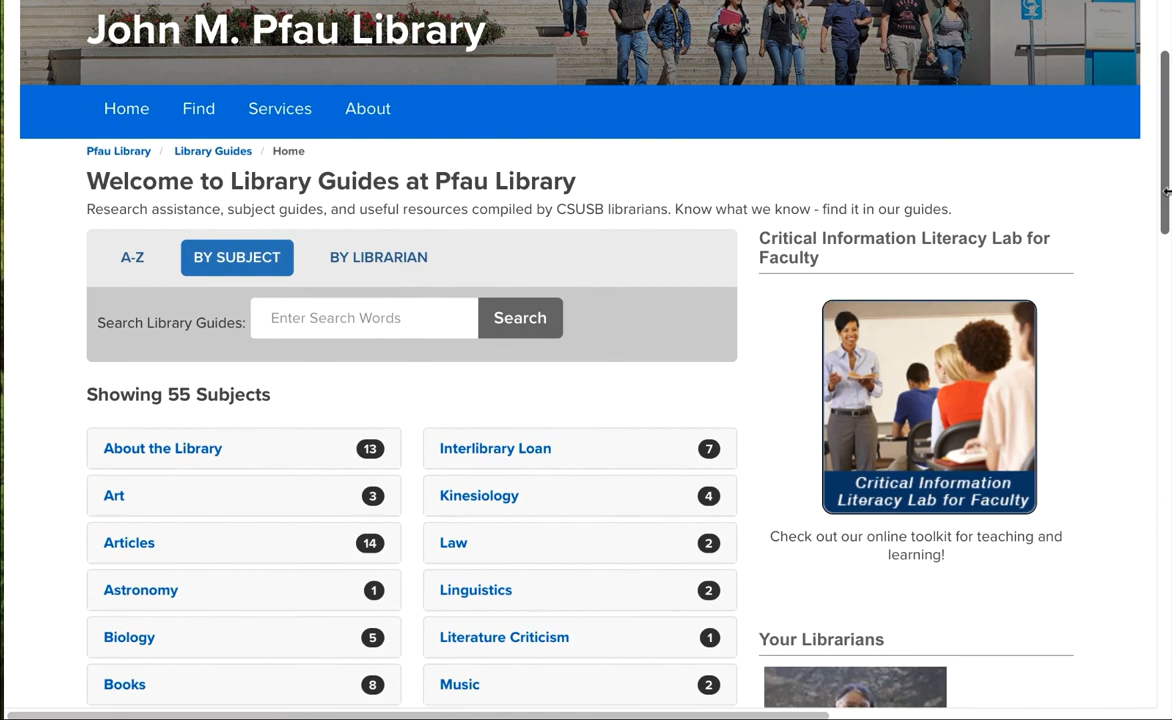 John M. Pfau Library
Home Find Services About
Pfau Library / Library Guides / Home
Welcome to Library Guides at Pfau Library
Research assistance, subject guides, and useful resources compiled by CSUSB librarians. Know what we know - find it in our guides.
A-Z BY SUBJECT BY LIBRARIAN
Search Library Guides: Enter Search Words Search
Showing 55 Subjects
About the Library 13
Art 3
Articles 14
Astronomy 1
Biology 5
Books 8
Interlibrary Loan 7
Kinesiology 4
Law 2
Linguistics 2
Literature Criticism 1
Music 2
Critical Information Literacy Lab for
Faculty
Critical Information
Literacy Lab for Faculty
Check out our online toolkit for teaching and
learning!
Your Librarians